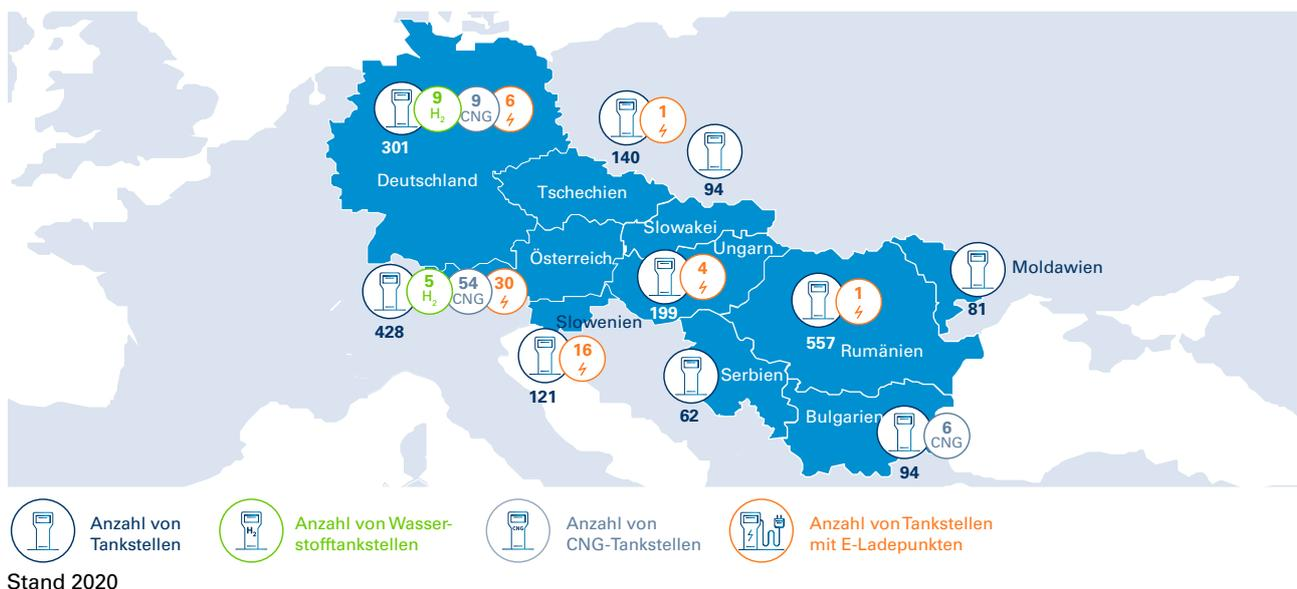 9
H₂
9
CNG
6
301
Deutschland
1
140
94
Tschechien
Slowakei
Ungarn
Österreich
5
H₂
54
CNG
30
428
4
199
1
557
Rumänien
Moldawien
81
Slowenien
16
121
Serbien
62
Bulgarien
6
CNG
94
Anzahl von
Tankstellen
H₂
Anzahl von Wasser-
stofftankstellen
CNG
Anzahl von
CNG-Tankstellen
Anzahl von Tankstellen
mit E-Ladepunkten
Stand 2020